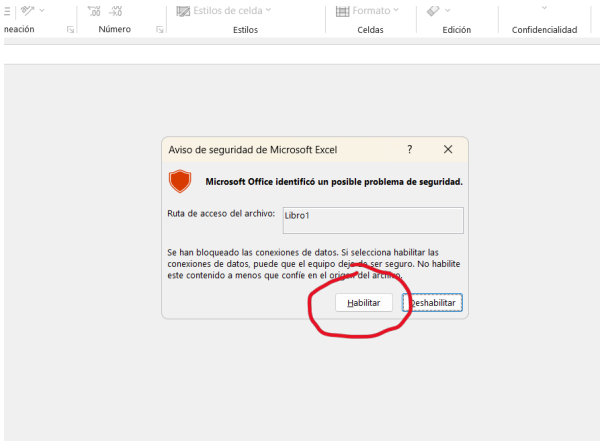 .00 .00
Estilos de celda
Formato
neación
Número
Estilos
Celdas
Edición
Confidencialidad
Aviso de seguridad de Microsoft Excel ? X
Microsoft Office identificó un posible problema de seguridad.
Ruta de acceso del archivo: Libro1
Se han bloqueado las conexiones de datos. Si selecciona habilitar las
conexiones de datos, puede que el equipo deje de ser seguro. No habilite
este contenido a menos que confíe en el origen del archivo.
Habilitar Deshabilitar